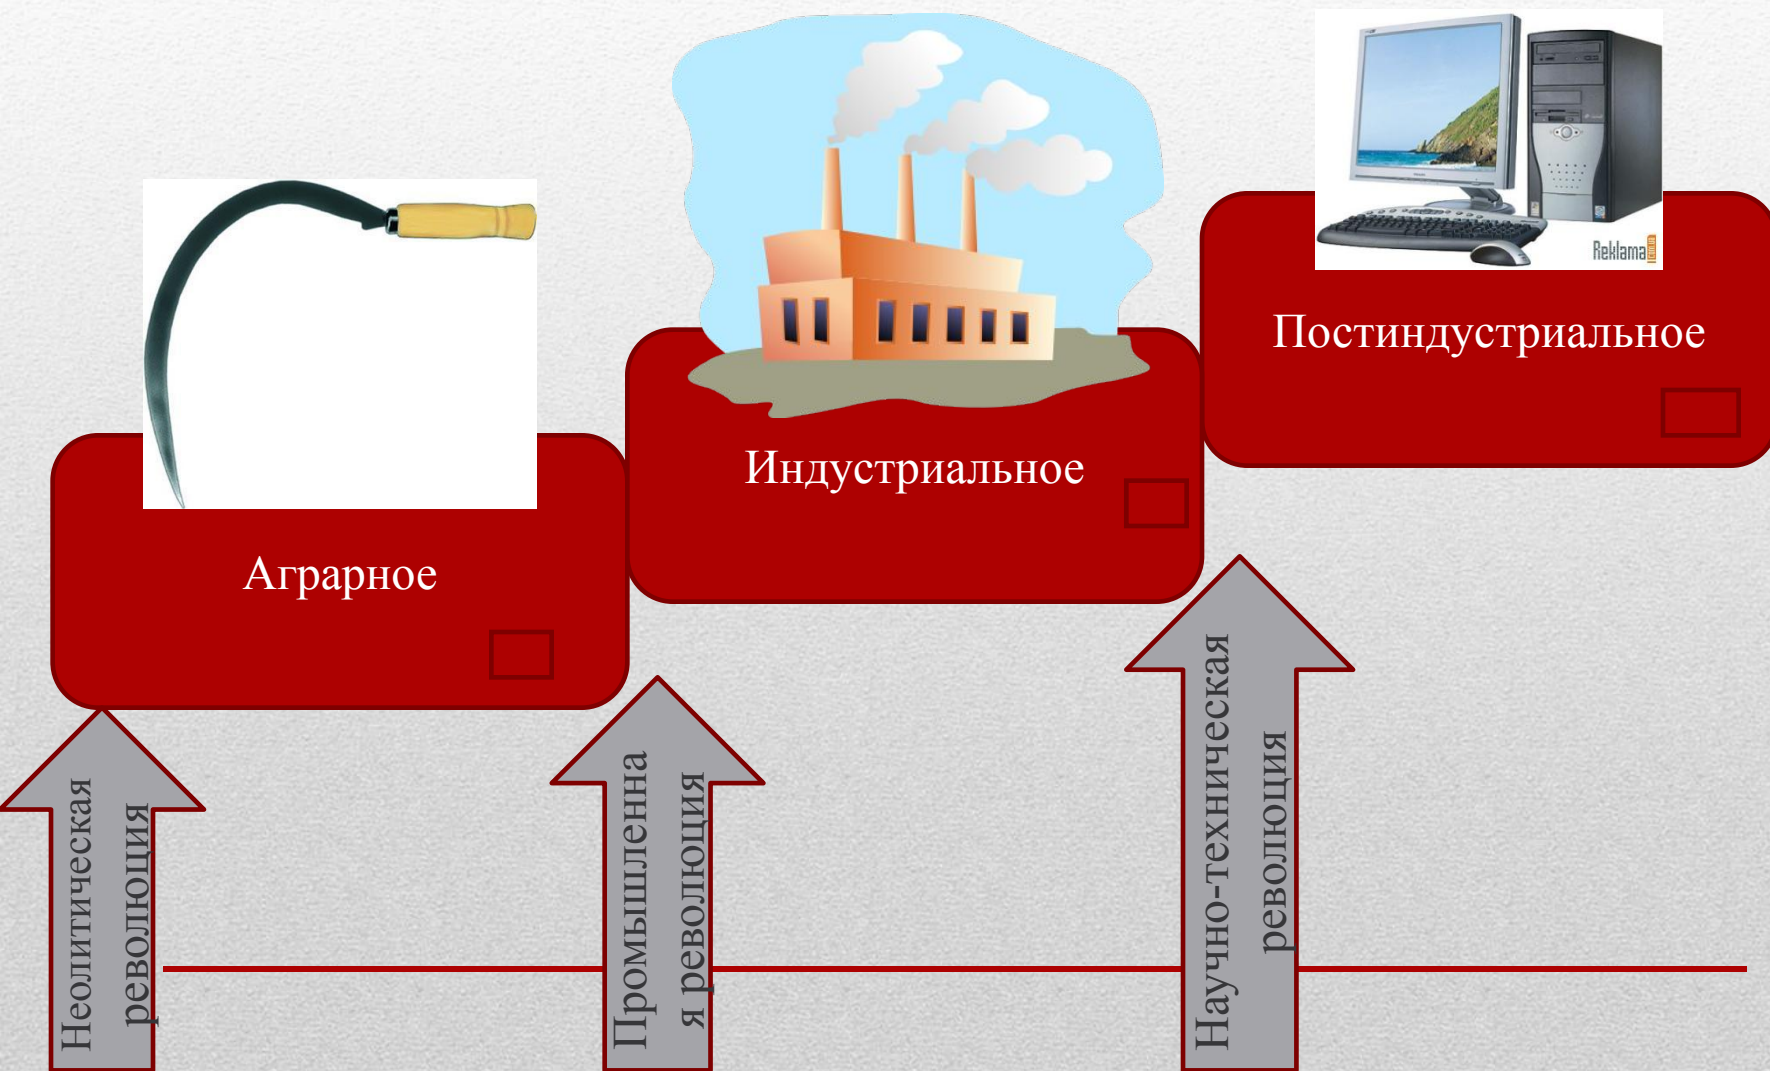 Reklama
Постиндустриальное
Индустриальное
Аграрное
Неолитическая
революция
Промышленна
я революция
Научно-техническая
революция